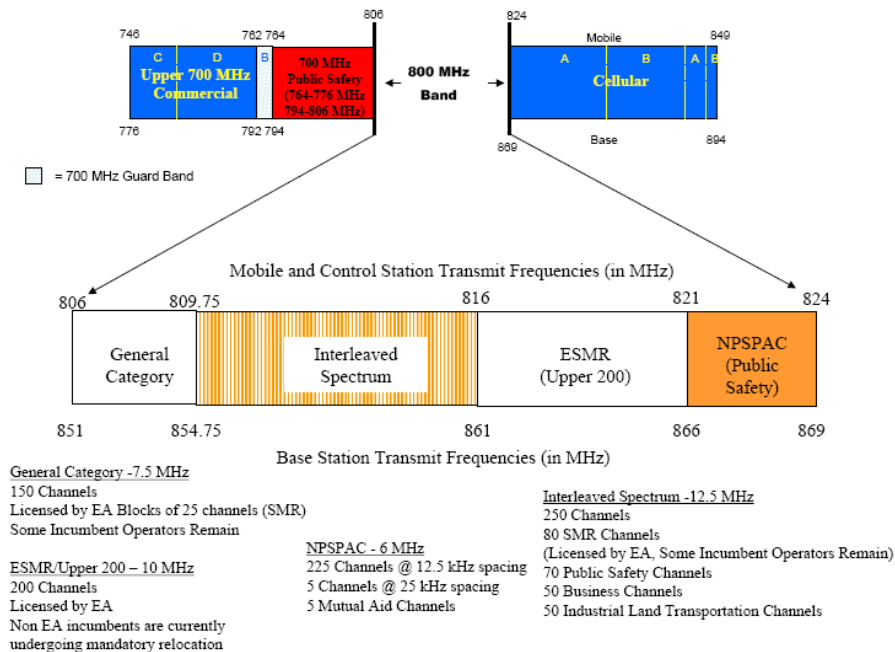 806
824
746
762 764
Mobile
849
C
D
B
Upper 700 MHz
Commercial
700 MHz
Public Safety
(764-776 MHz
794-806 MHz)
800 MHz
Band
A
B
A
B
Cellular
776
792 794
869
Base
894
= 700 MHz Guard Band
Mobile and Control Station Transmit Frequencies (in MHz)
806
809.75
816
821
824
General
Category
Interleaved
Spectrum
ESMR
(Upper 200)
NPSPAC
(Public
Safety)
851
854.75
861
866
869
Base Station Transmit Frequencies (in MHz)
General Category -7.5 MHz
150 Channels
Licensed by EA Blocks of 25 channels (SMR)
Some Incumbent Operators Remain
ESMR/Upper 200 – 10 MHz
200 Channels
Licensed by EA
Non EA incumbents are currently
undergoing mandatory relocation
NPSPAC - 6 MHz
225 Channels @ 12.5 kHz spacing
5 Channels @ 25 kHz spacing
5 Mutual Aid Channels
Interleaved Spectrum -12.5 MHz
250 Channels
80 SMR Channels
(Licensed by EA, Some Incumbent Operators Remain)
70 Public Safety Channels
50 Business Channels
50 Industrial Land Transportation Channels